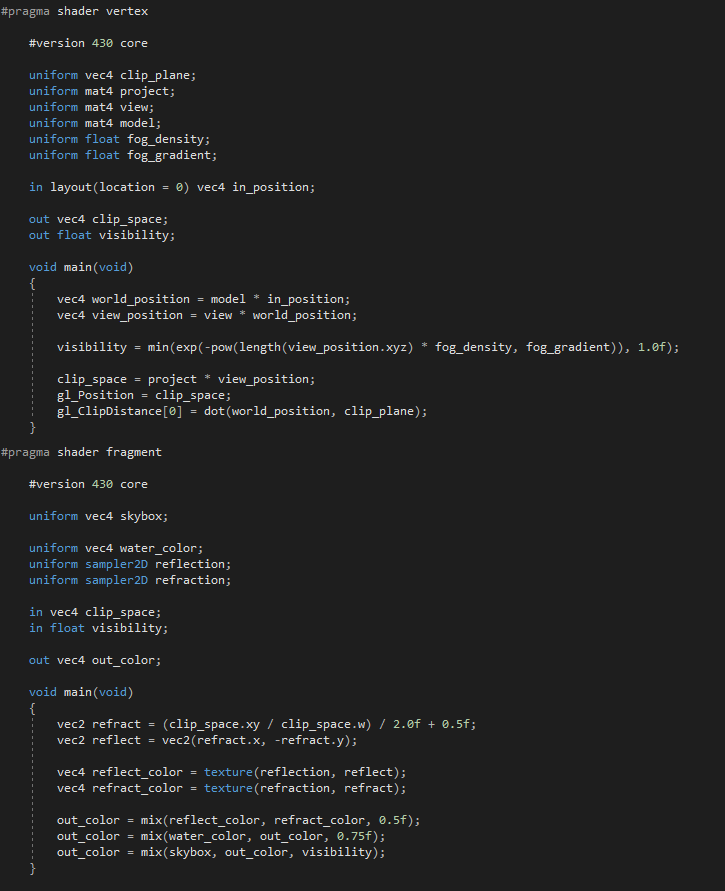 #pragma shader vertex
#version 430 core
uniform vec4 clip_plane;
uniform mat4 project;
uniform mat4 view;
uniform mat4 model;
uniform float fog_density;
uniform float fog_gradient;
in layout(location = 0) vec4 in_position;
out vec4 clip_space;
out float visibility;
void main(void)
{
vec4 world_position = model * in_position;
vec4 view_position = view * world_position;
visibility = min(exp(-pow(length(view_position.xyz) * fog_density, fog_gradient)), 1.0f);
clip_space = project * view_position;
gl_Position = clip_space;
gl_ClipDistance[0] = dot(world_position, clip_plane);
}
#pragma shader fragment
#version 430 core
uniform vec4 skybox;
uniform vec4 water_color;
uniform sampler2D reflection;
uniform sampler2D refraction;
in vec4 clip_space;
in float visibility;
out vec4 out_color;
void main(void)
{
vec2 refract = (clip_space.xy / clip_space.w) / 2.0f + 0.5f;
vec2 reflect = vec2(refract.x, -refract.y);
vec4 reflect_color = texture(reflection, reflect);
vec4 refract_color = texture(refraction, refract);
out_color = mix(reflect_color, refract_color, 0.5f);
out_color = mix(water_color, out_color, 0.75f);
out_color = mix(skybox, out_color, visibility);
}